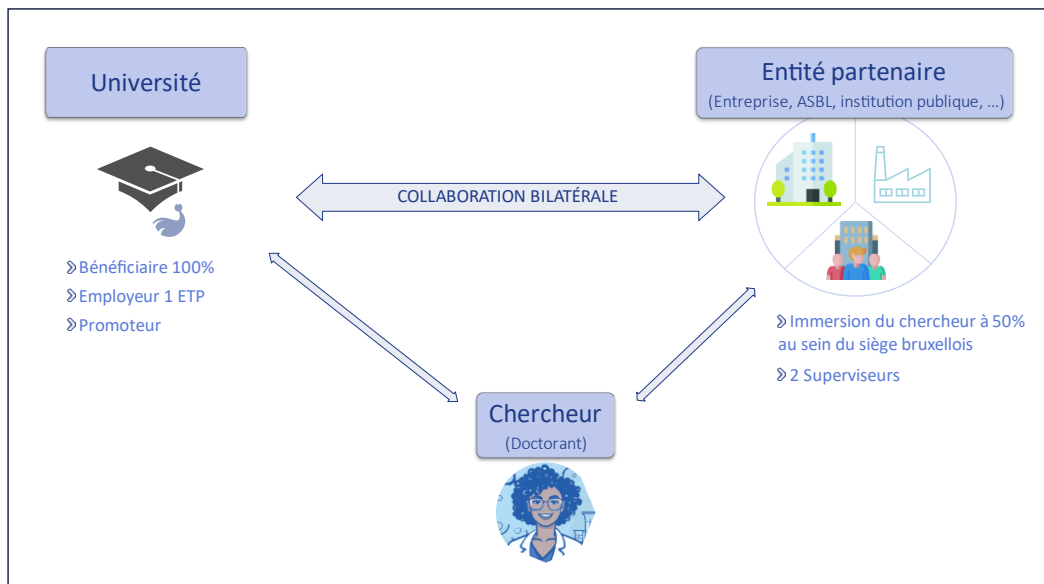 Université
Entité partenaire
(Entreprise, ASBL, institution publique, ...)
COLLABORATION BILATÉRALE
Bénéficiaire 100%
Employeur 1 ETP
Promoteur
Immersion du chercheur à 50%
au sein du siège bruxellois
2 Superviseurs
Chercheur
(Doctorant)